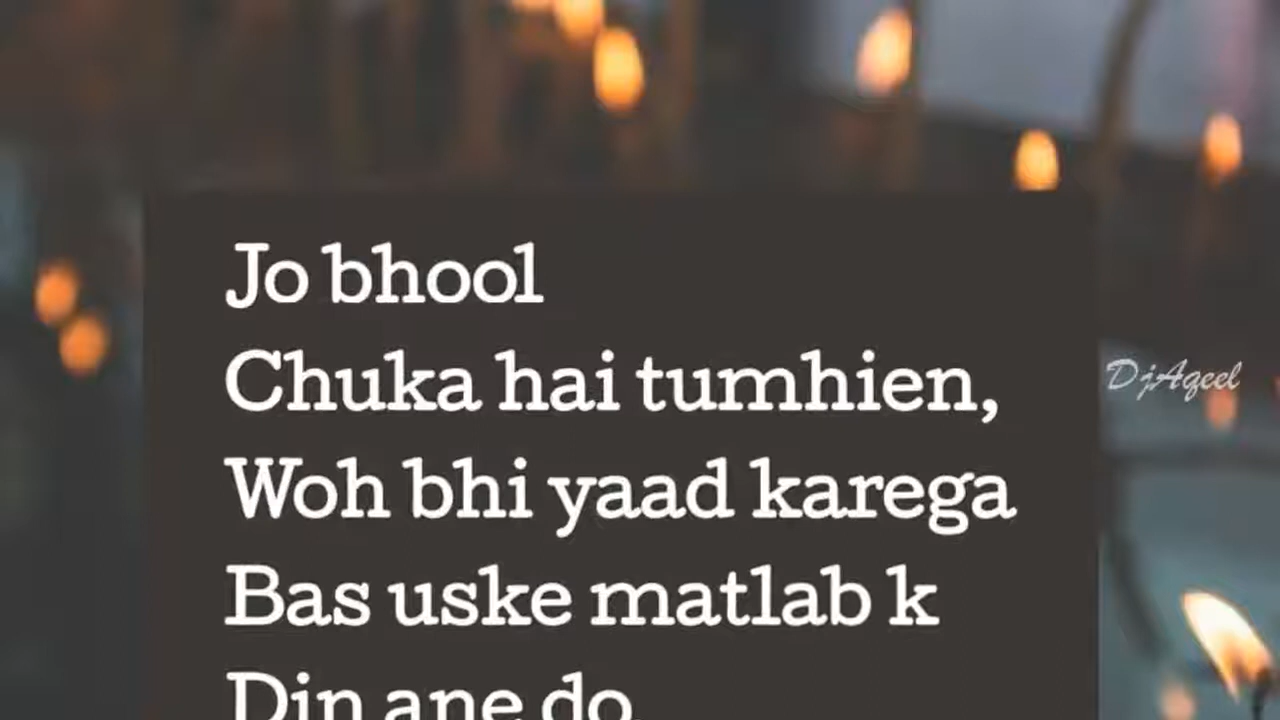 Jo bhool
Chuka hai tumhien,
DjAqeel
Woh bhi yaad karega
Bas uske matlab k
Din ane do